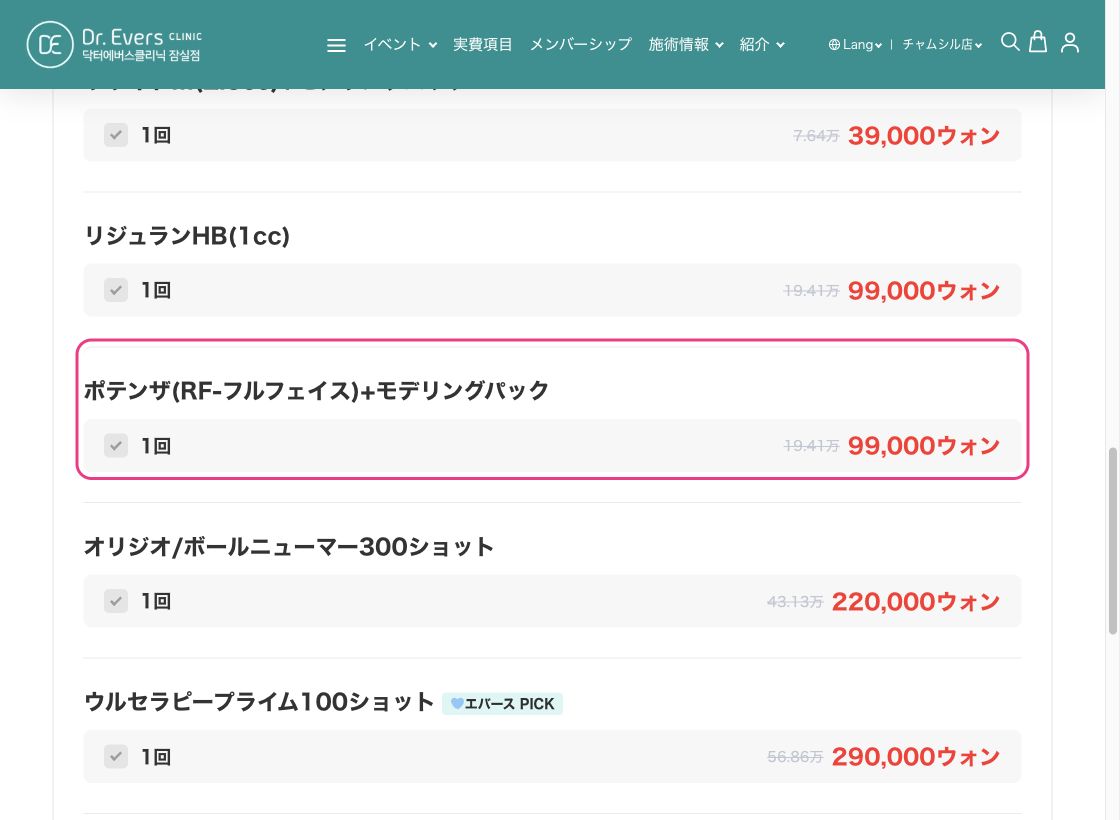 Dr. Evers CLINIC
닥터에버스클리닉 잠실점
イベント 実費項目 メンバーシップ 施術情報 紹介 Lang | チャムシル店
1回 7.64万 39,000ウォン
リジュランHB(1cc)
1回 19.41万 99,000ウォン
ポテンザ(RF-フルフェイス)+モデリングパック
1回 19.41万 99,000ウォン
オリジオ/ボールニューマー300ショット
1回 43.13万 220,000ウォン
ウルセラピープライム100ショット エバース PICK
1回 56.86万 290,000ウォン